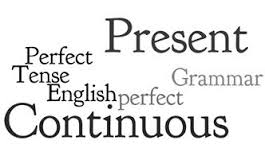 Present
Perfect
Tense
Grammar
English
perfect
Continuous